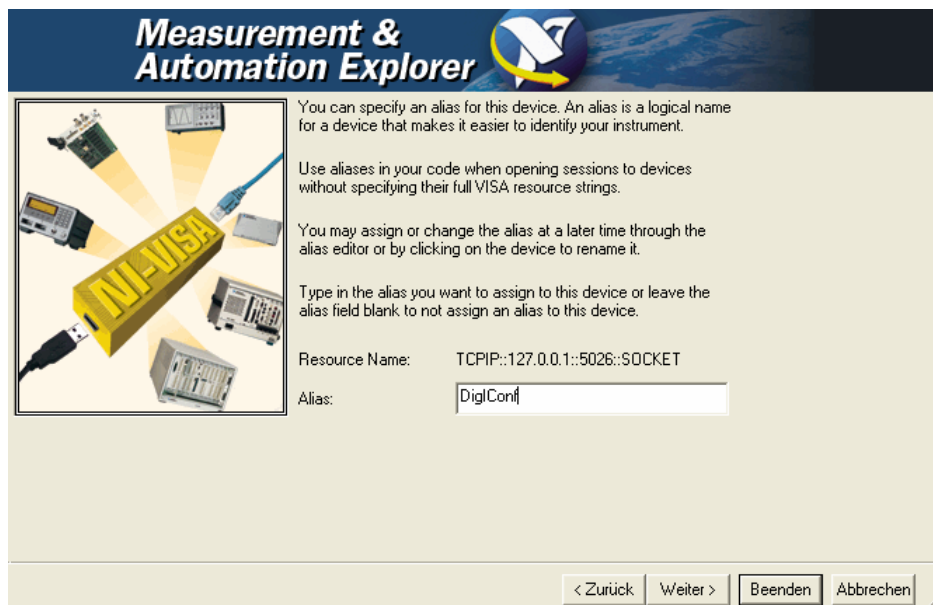 Measurement &
Automation Explorer
You can specify an alias for this device. An alias is a logical name
for a device that makes it easier to identify your instrument.
Use aliases in your code when opening sessions to devices
without specifying their full VISA resource strings.
You may assign or change the alias at a later time through the
alias editor or by clicking on the device to rename it.
Type in the alias you want to assign to this device or leave the
alias field blank to not assign an alias to this device.
NI-VISA
Resource Name: TCPIP::127.0.0.1::5026::SOCKET
Alias: DigIConf
< Zurück Weiter > Beenden Abbrechen